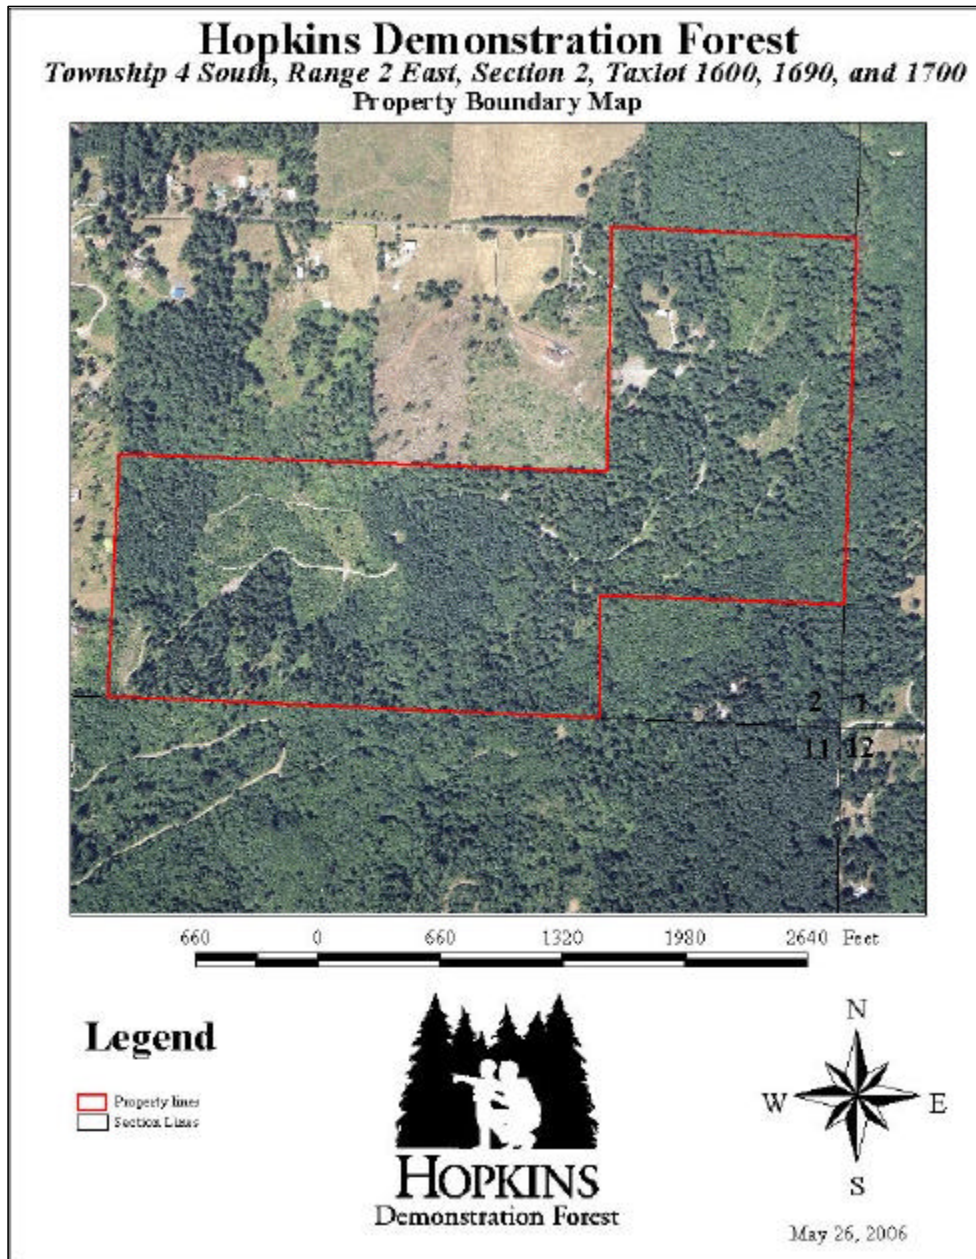 Hopkins Demonstration Forest
Township 4 South, Range 2 East, Section 2, Taxlot 1600, 1690, and 1700
Property Boundary Map
2 1
11 12
660 0 660 1320 1980 2640 Feet
Legend
Property lines
Section Lines
HOPKINS
Demonstration Forest
N
W E
S
May 26, 2006